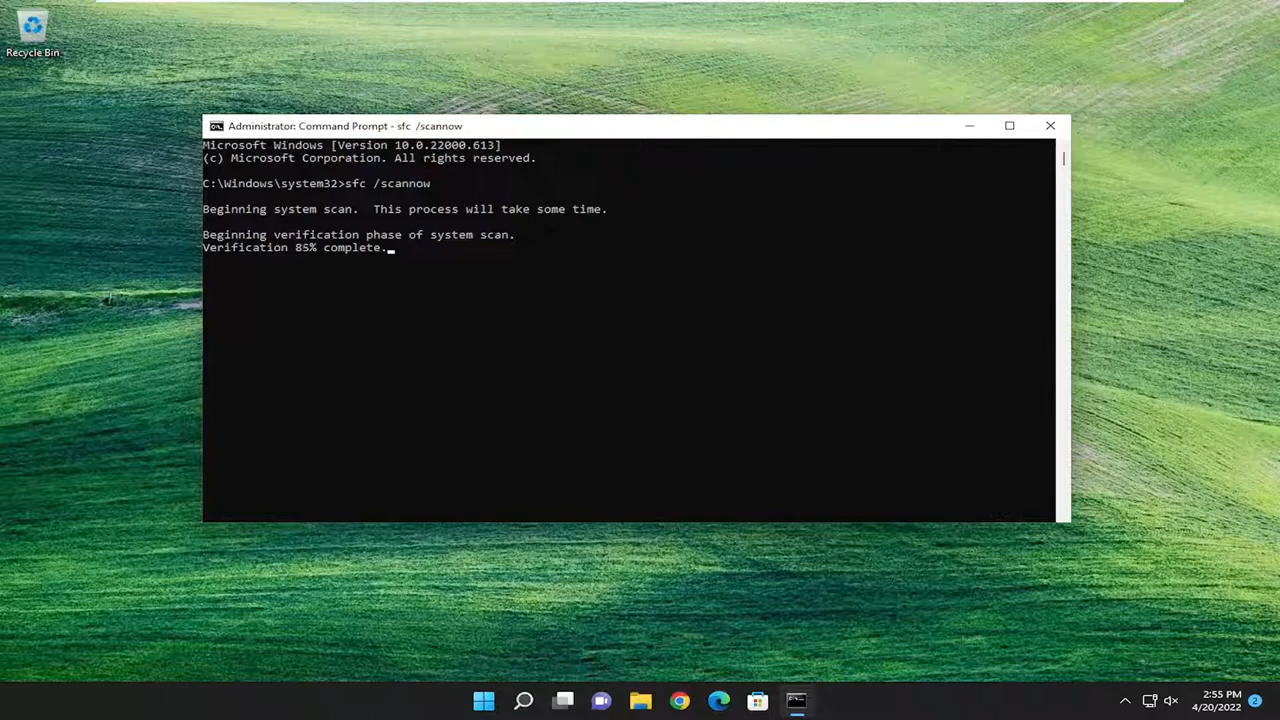 Recycle Bin
Administrator: Command Prompt - sfc  /scannow
Microsoft Windows [Version 10.0.22000.613]
(c) Microsoft Corporation. All rights reserved.
C:\Windows\system32>sfc /scannow
Beginning system scan.  This process will take some time.
Beginning verification phase of system scan.
Verification 85% complete.
2:55 PM
4/20/2022
2